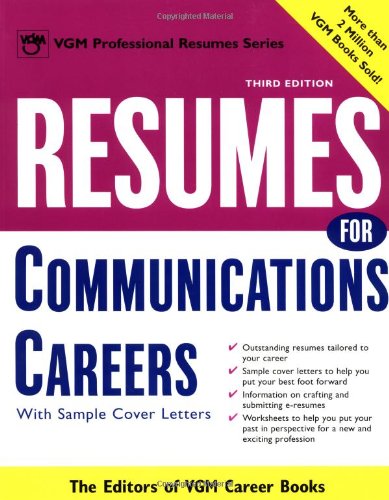 Copyrighted Material
VGM
VGM Professional Resumes Series
More than
2 Million
VGM Books Sold!
THIRD EDITION
RESUMES
FOR
COMMUNICATIONS
CAREERS
With Sample Cover Letters
✓ Outstanding resumes tailored to
your career
✓ Sample cover letters to help you
put your best foot forward
✓ Information on crafting and
submitting e-resumes
✓ Worksheets to help you put your
past in perspective for a new
and exciting profession
The Editors of VGM Career Books
Copyrighted Material